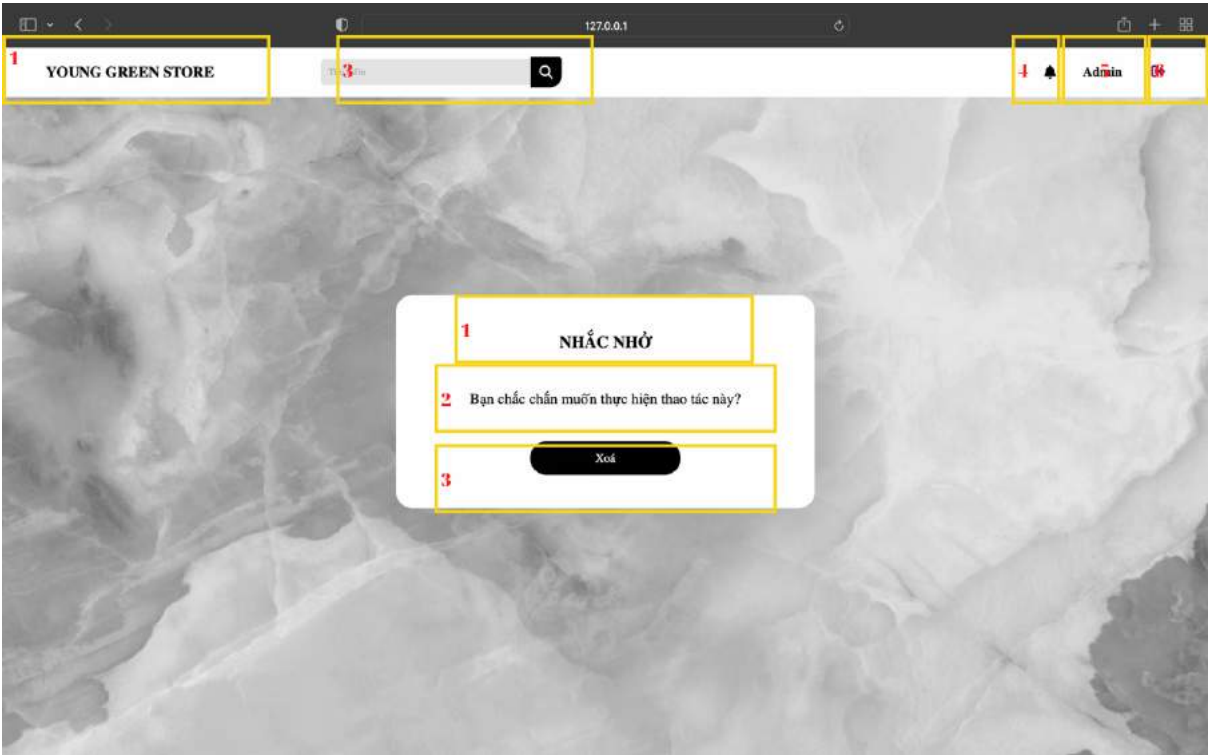 127.0.0.1
1
YOUNG GREEN STORE
3
4
Admin
1
NHẮC NHỞ
2 Bạn chắc chắn muốn thực hiện thao tác này?
Xoá
3